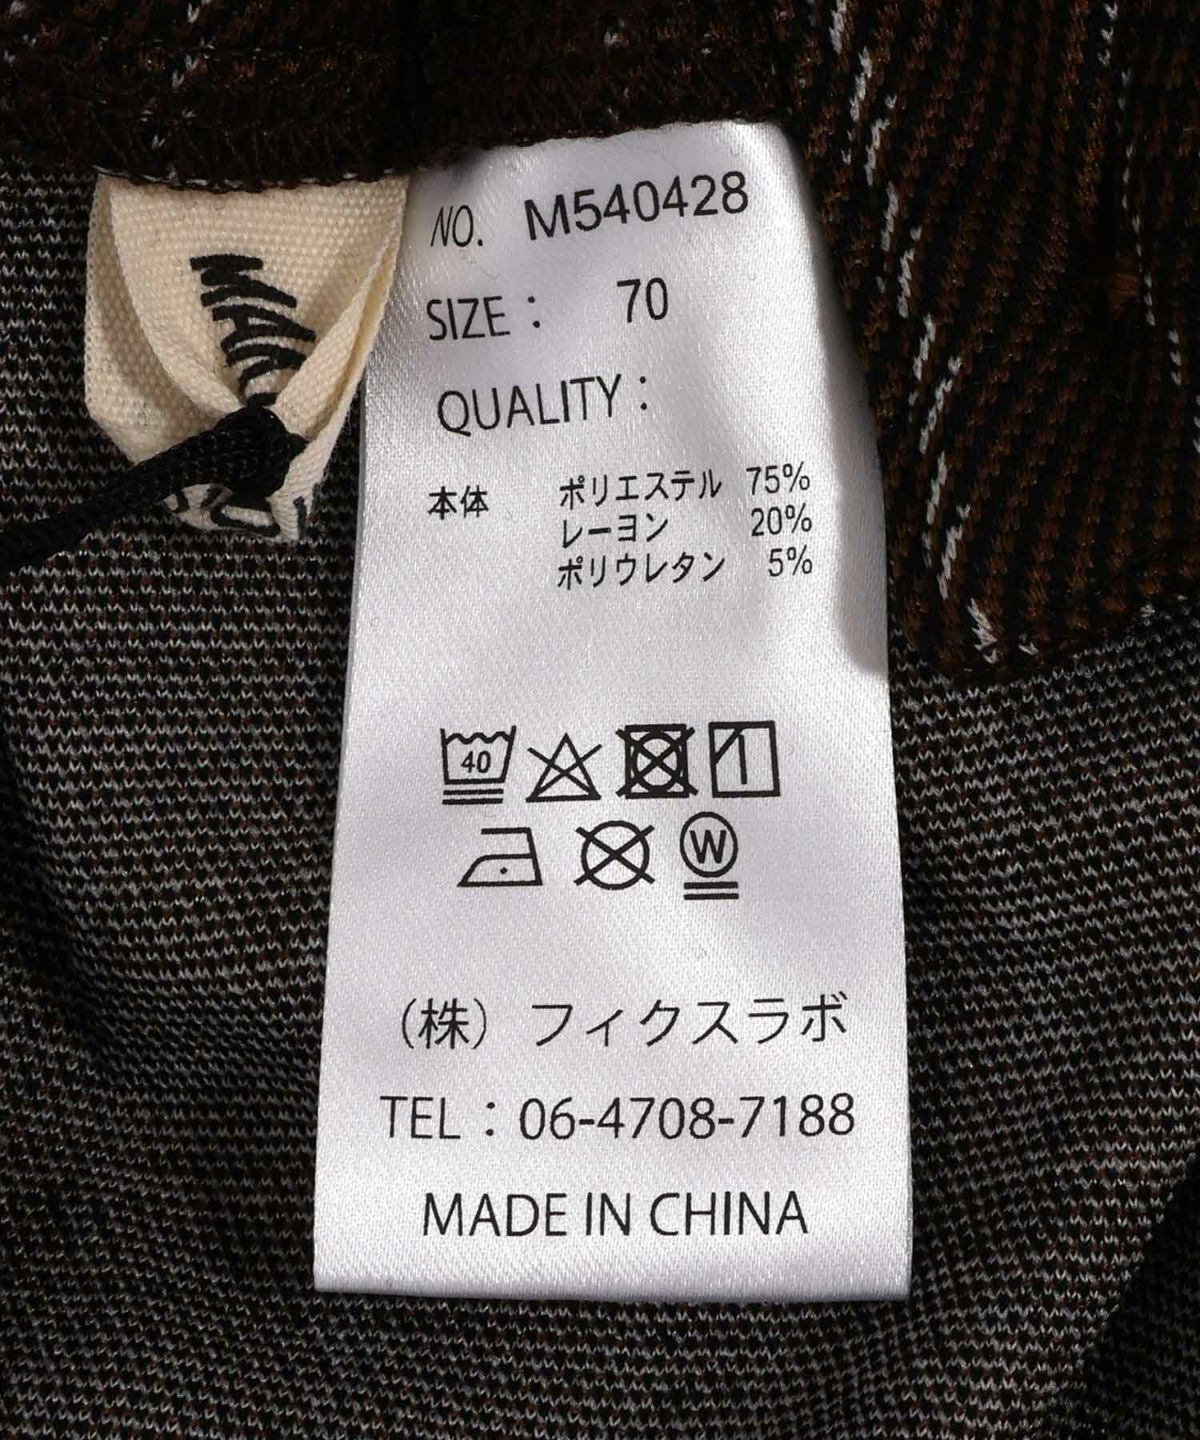 NO. M540428
SIZE : 70
QUALITY :
本体 ポリエステル 75%
レーヨン 20%
ポリウレタン 5%
40
W
(株) フィクスラボ
TEL : 06-4708-7188
MADE IN CHINA